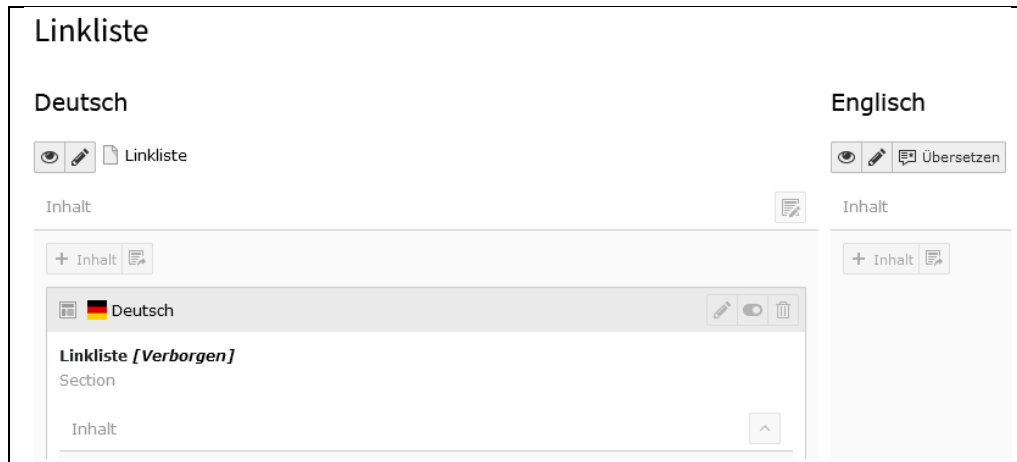 Linkliste
Deutsch
Englisch
Linkliste
Übersetzen
Inhalt
Inhalt
+ Inhalt
+ Inhalt
Deutsch
Linkliste [Verborgen]
Section
Inhalt